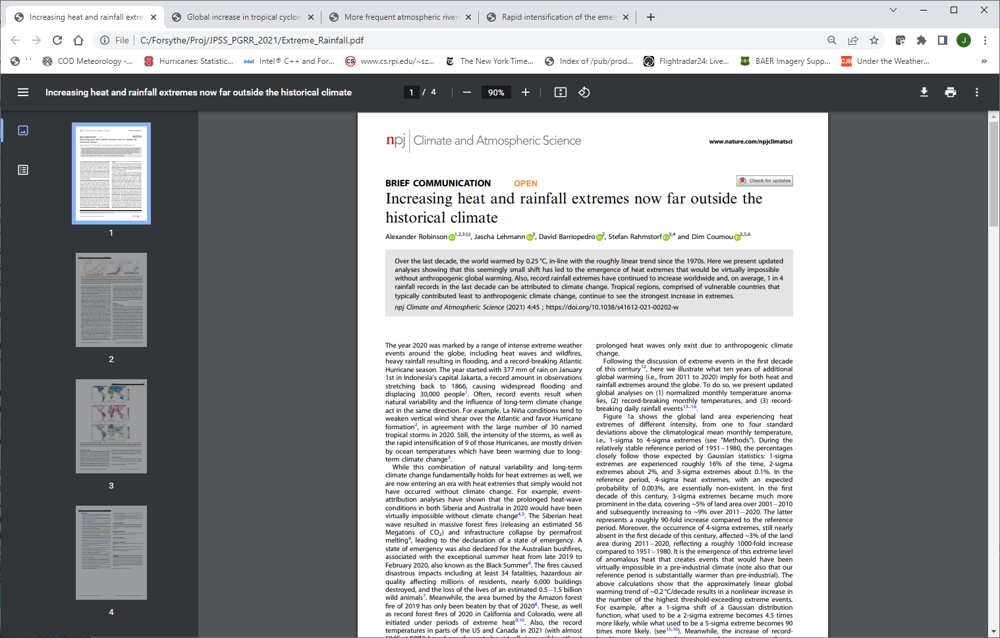 Increasing heat and rainfall extre
Global increase in tropical cyclon
More frequent atmospheric river
Rapid intensification of the emer
File
C:/Forsythe/Proj/JPSS_PGRR_2021/Extreme_Rainfall.pdf
J
' '
COD Meteorology -...
Hurricanes: Statistic...
intel
Intel® C++ and For...
CS
www.cs.rpi.edu/~sz...
The New York Time...
Index of /pub/prod...
Flightradar24: Live...
BAER Imagery Supp...
CJR
Under the Weather...
»
Increasing heat and rainfall extremes now far outside the historical climate
1 / 4
90%
1
2
3
4
npj
Climate and Atmospheric Science
www.nature.com/npjclimatsci
BRIEF COMMUNICATION OPEN
Check for updates
Increasing heat and rainfall extremes now far outside the
historical climate
Alexander Robinson 1,2,3✉, Jascha Lehmann 3, David Barriopedro 2, Stefan Rahmstorf 3,4 and Dim Coumou 3,5,6
Over the last decade, the world warmed by 0.25 °C, in-line with the roughly linear trend since the 1970s. Here we present updated
analyses showing that this seemingly small shift has led to the emergence of heat extremes that would be virtually impossible
without anthropogenic global warming. Also, record rainfall extremes have continued to increase worldwide and, on average, 1 in 4
rainfall records in the last decade can be attributed to climate change. Tropical regions, comprised of vulnerable countries that
typically contributed least to anthropogenic climate change, continue to see the strongest increase in extremes.
npj Climate and Atmospheric Science (2021) 4:45 ; https://doi.org/10.1038/s41612-021-00202-w
The year 2020 was marked by a range of intense extreme weather
events around the globe, including heat waves and wildfires,
heavy rainfall resulting in flooding, and a record-breaking Atlantic
Hurricane season. The year started with 377 mm of rain on January
1st in Indonesia's capital Jakarta, a record amount in observations
stretching back to 1866, causing widespread flooding and
displacing 30,000 people1. Often, record events result when
natural variability and the influence of long-term climate change
act in the same direction. For example, La Niña conditions tend to
weaken vertical wind shear over the Atlantic and favor Hurricane
formation2, in agreement with the large number of 30 named
tropical storms in 2020. Still, the intensity of the storms, as well as
the rapid intensification of 9 of those Hurricanes, are mostly driven
by ocean temperatures which have been warming due to long-
term climate change3.
While this combination of natural variability and long-term
climate change fundamentally holds for heat extremes as well, we
are now entering an era with heat extremes that simply would not
have occurred without climate change. For example, event-
attribution analyses have shown that the prolonged heat-wave
conditions in both Siberia and Australia in 2020 would have been
virtually impossible without climate change4,5. The Siberian heat
wave resulted in massive forest fires (releasing an estimated 56
Megatons of CO2) and infrastructure collapse by permafrost
melting4, leading to the declaration of a state of emergency. A
state of emergency was also declared for the Australian bushfires,
associated with the exceptional summer heat from late 2019 to
February 2020, also known as the Black Summer6. The fires caused
disastrous impacts including at least 34 fatalities, hazardous air
quality affecting millions of residents, nearly 6,000 buildings
destroyed, and the loss of the lives of an estimated 0.5–1.5 billion
wild animals7. Meanwhile, the area burned by the Amazon forest
fire of 2019 has only been beaten by that of 20208. These, as well
as record forest fires of 2020 in California and Colorado, were all
initiated under periods of extreme heat9,10. Also, the record
temperatures in parts of the US and Canada in 2021 (with almost
prolonged heat waves only exist due to anthropogenic climate
change.
Following the discussion of extreme events in the first decade
of this century12, here we illustrate what ten years of additional
global warming (i.e., from 2011 to 2020) imply for both heat and
rainfall extremes around the globe. To do so, we present updated
global analyses on (1) normalized monthly temperature anoma-
lies, (2) record-breaking monthly temperatures, and (3) record-
breaking daily rainfall events13–16.
Figure 1a shows the global land area experiencing heat
extremes of different intensity, from one to four standard
deviations above the climatological mean monthly temperature,
i.e., 1-sigma to 4-sigma extremes (see "Methods"). During the
relatively stable reference period of 1951–1980, the percentages
closely follow those expected by Gaussian statistics: 1-sigma
extremes are experienced roughly 16% of the time, 2-sigma
extremes about 2%, and 3-sigma extremes about 0.1%. In the
reference period, 4-sigma heat extremes, with an expected
probability of 0.003%, are essentially non-existent. In the first
decade of this century, 3-sigma extremes became much more
prominent in the data, covering ~5% of land area over 2001–2010
and subsequently increasing to ~9% over 2011–2020. The latter
represents a roughly 90-fold increase compared to the reference
period. Moreover, the occurrence of 4-sigma extremes, still nearly
absent in the first decade of this century, affected ~3% of the land
area during 2011–2020, reflecting a roughly 1000-fold increase
compared to 1951–1980. It is the emergence of this extreme level
of anomalous heat that creates events that would have been
virtually impossible in a pre-industrial climate (note also that our
reference period is substantially warmer than pre-industrial). The
above calculations show that the approximately linear global
warming trend of ~0.2 °C/decade results in a nonlinear increase in
the number of the highest threshold-exceeding extreme events.
For example, after a 1-sigma shift of a Gaussian distribution
function, what used to be a 2-sigma extreme becomes 4.5 times
more likely, while what used to be a 5-sigma extreme becomes 90
times more likely. (see15,16). Meanwhile, the increase of record-